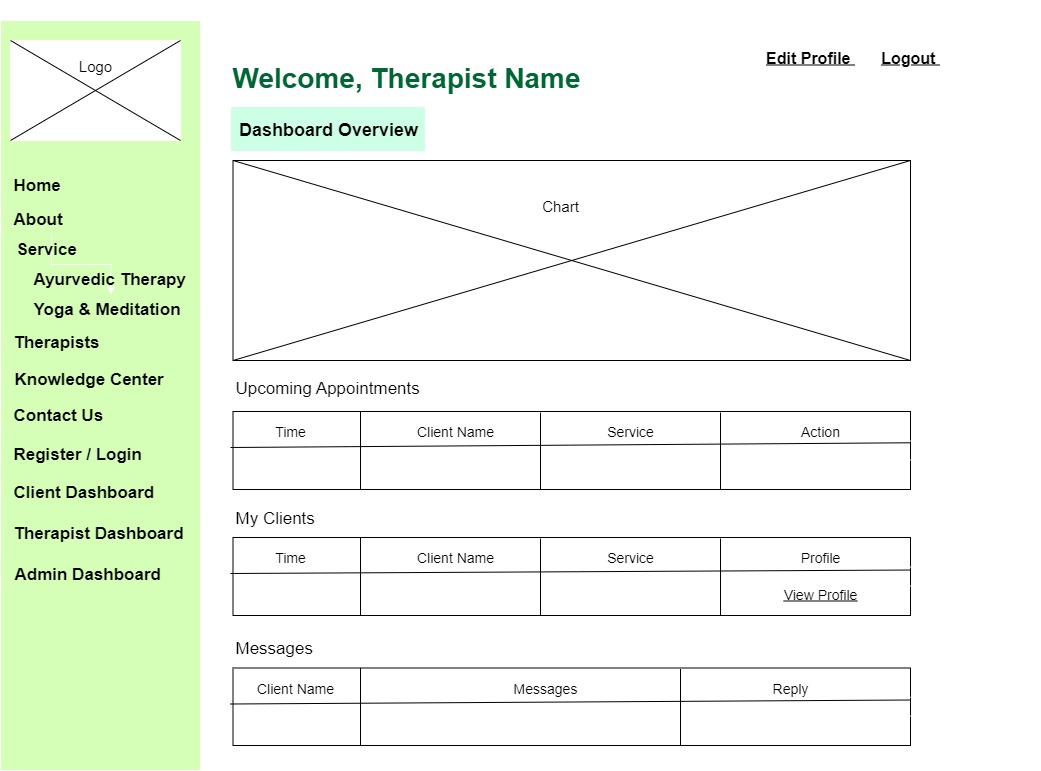 Logo
Home
About
Service
Ayurvedic Therapy
Yoga & Meditation
Therapists
Knowledge Center
Contact Us
Register / Login
Client Dashboard
Therapist Dashboard
Admin Dashboard
Edit Profile Logout
Welcome, Therapist Name
Dashboard Overview
Chart
Upcoming Appointments
Time Client Name Service Action
My Clients
Time Client Name Service Profile
View Profile
Messages
Client Name Messages Reply